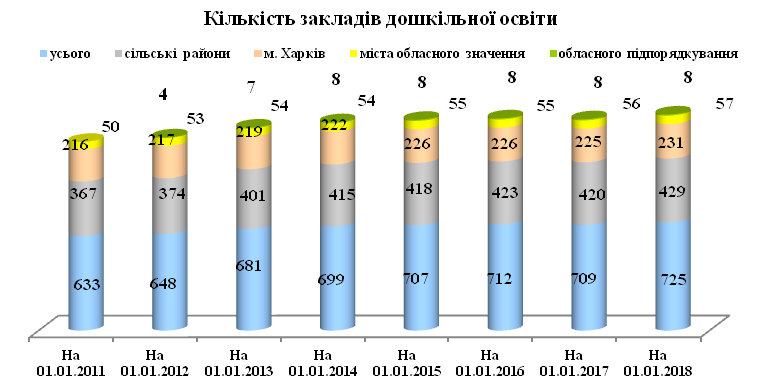 Кількість закладів дошкільної освіти
усього сільські райони м. Харків міста обласного значення обласного підпорядкування
4 7 8 8 8 8 8
50 53 54 54 55 55 56 57
216 217 219 222 226 226 225 231
367 374 401 415 418 423 420 429
633 648 681 699 707 712 709 725
На На На На На На На На
01.01.2011 01.01.2012 01.01.2013 01.01.2014 01.01.2015 01.01.2016 01.01.2017 01.01.2018